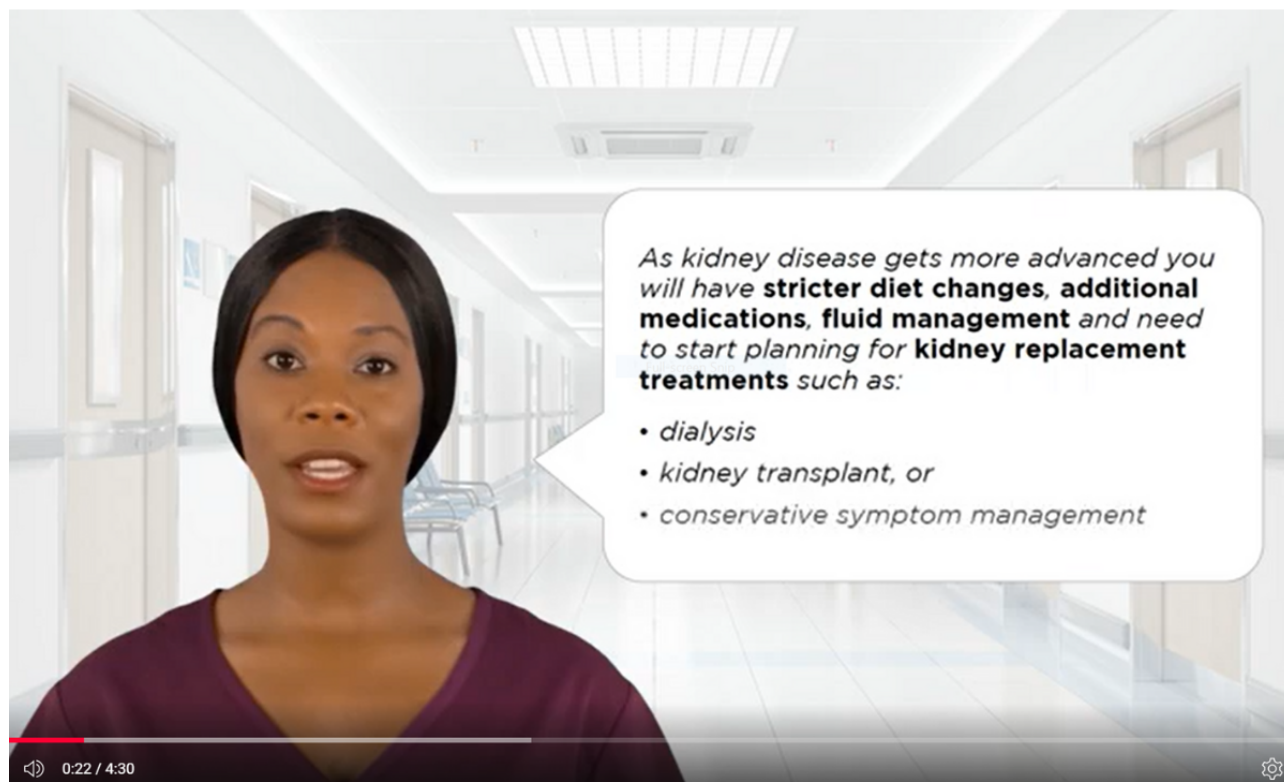 As kidney disease gets more advanced you
will have stricter diet changes, additional
medications, fluid management and need
to start planning for kidney replacement
treatments such as:
• dialysis
• kidney transplant, or
• conservative symptom management
0:22 / 4:30